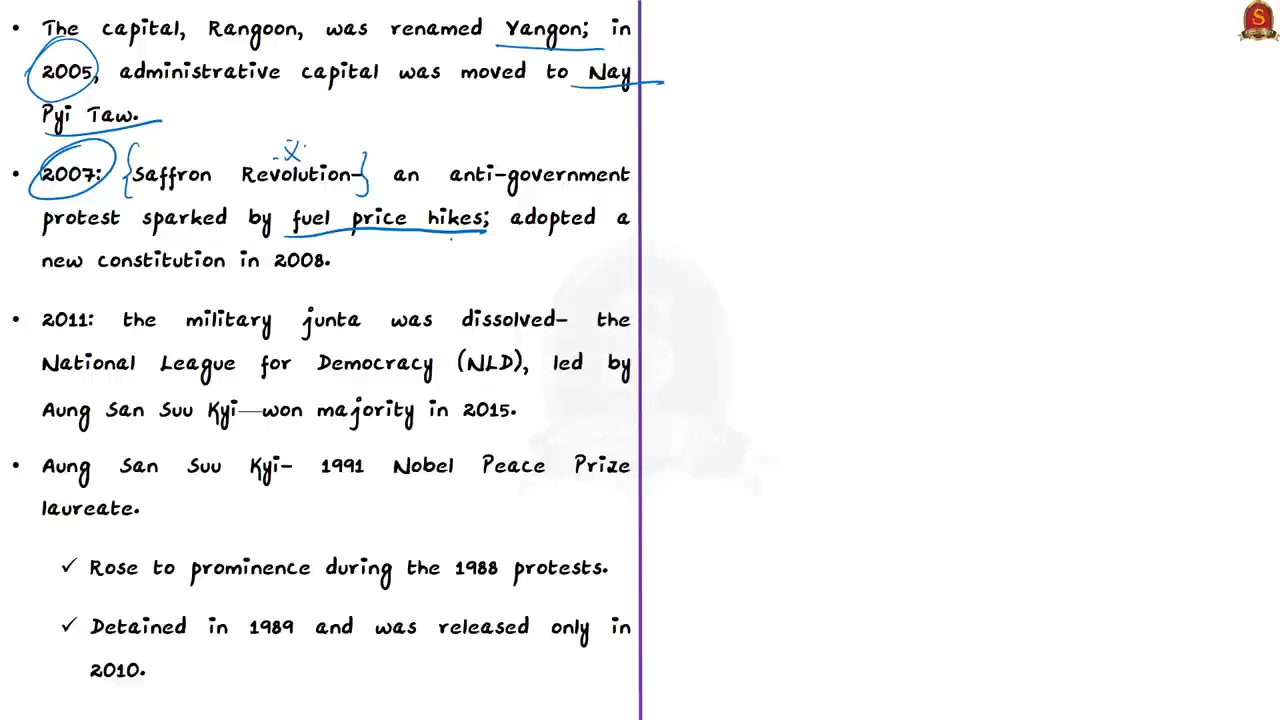 • The capital, Rangoon, was renamed Yangon; in
2005, administrative capital was moved to Nay
Pyi Taw.
• 2007: {Saffron Revolution-} an anti-government
protest sparked by fuel price hikes; adopted a
new constitution in 2008.
• 2011: the military junta was dissolved- the
National League for Democracy (NLD), led by
Aung San Suu Kyi—won majority in 2015.
• Aung San Suu Kyi- 1991 Nobel Peace Prize
laureate.
✓ Rose to prominence during the 1988 protests.
✓ Detained in 1989 and was released only in
2010.